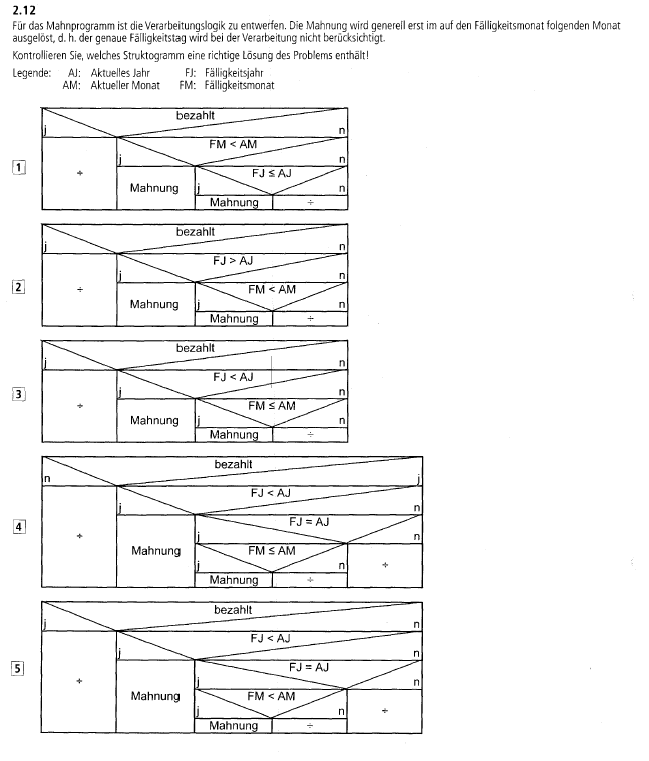 2.12
Für das Mahnprogramm ist die Verarbeitungslogik zu entwerfen. Die Mahnung wird generell erst im auf den Fälligkeitsmonat folgenden Monat
ausgelöst, d. h. der genaue Fälligkeitstag wird bei der Verarbeitung nicht berücksichtigt.
Kontrollieren Sie, welches Struktogramm eine richtige Lösung des Problems enthält!
Legende: AJ: Aktuelles Jahr FJ: Fälligkeitsjahr
AM: Aktueller Monat FM: Fälligkeitsmonat
1
bezahlt
j n
FM < AM
j n
FJ ≤ AJ
÷ Mahnung j n
Mahnung ÷
2
bezahlt
j n
FJ > AJ
j n
FM < AM
÷ Mahnung j n
Mahnung ÷
3
bezahlt
j n
FJ < AJ
j n
FM ≤ AM
÷ Mahnung j n
Mahnung ÷
4
bezahlt
n j
FJ < AJ
j n
FJ = AJ
j n
÷ Mahnung FM ≤ AM ÷
j n
Mahnung ÷
5
bezahlt
j n
FJ < AJ
j n
FJ = AJ
j n
÷ Mahnung FM < AM ÷
j n
Mahnung ÷